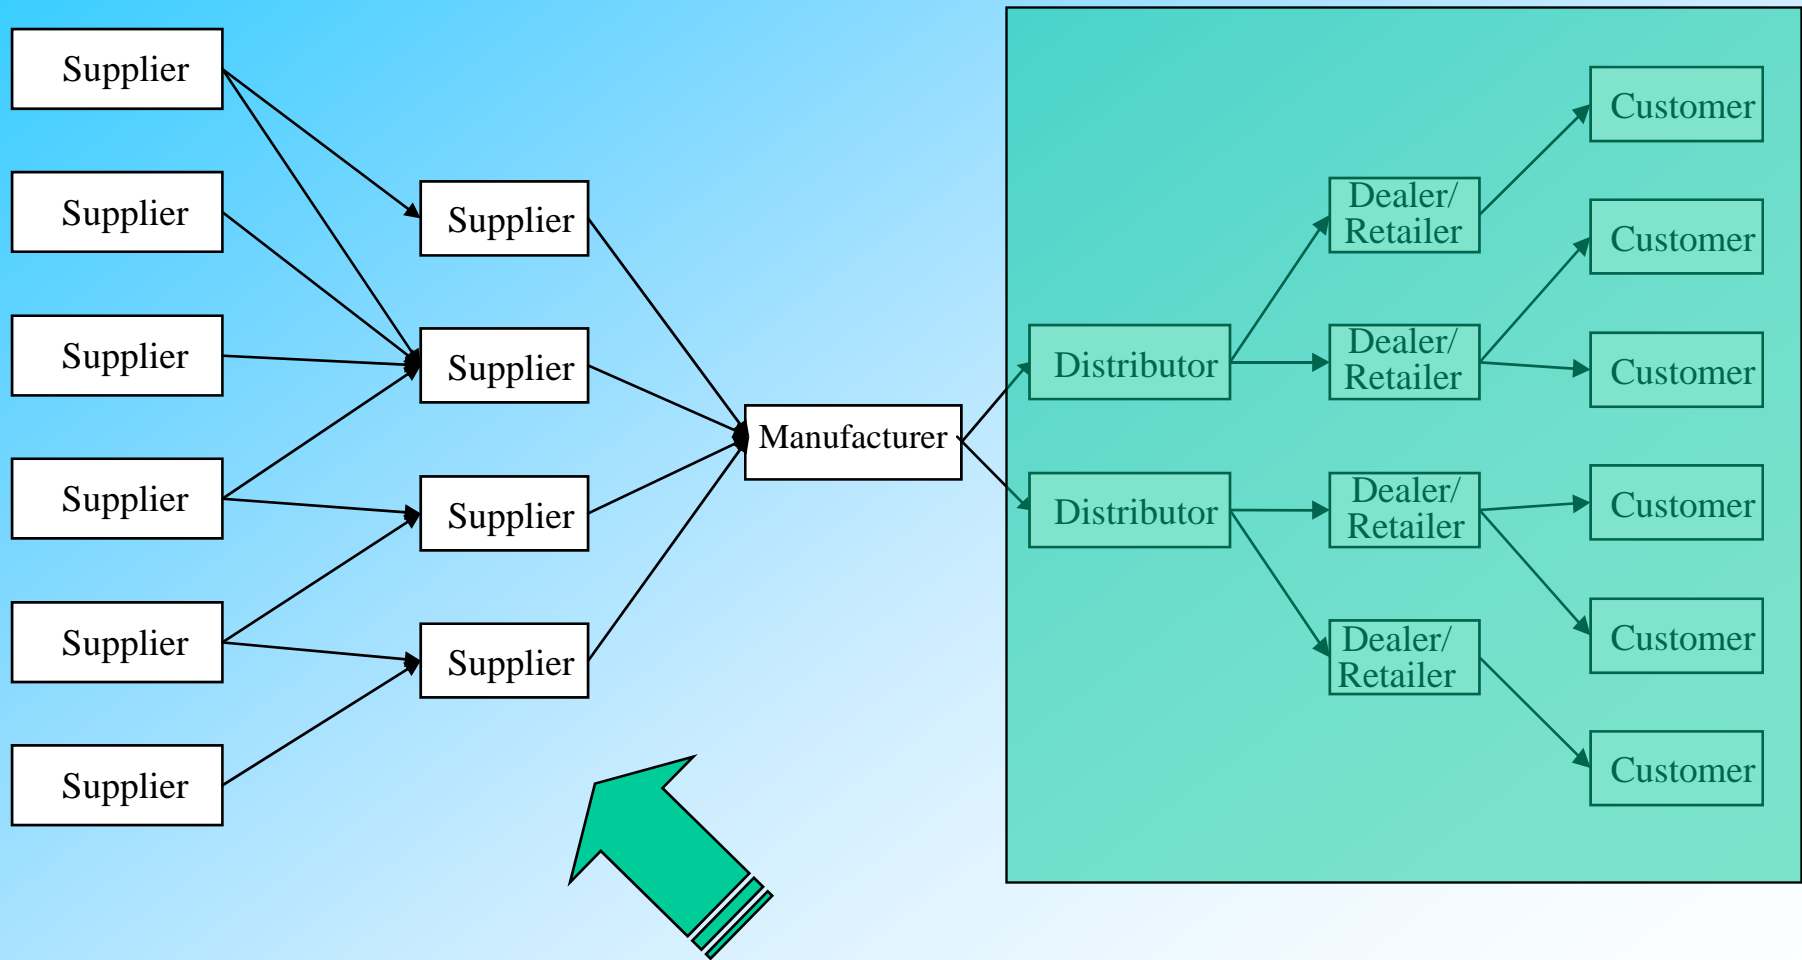 Supplier
Supplier
Supplier
Supplier
Supplier
Supplier
Supplier
Supplier
Supplier
Supplier
Manufacturer
Distributor
Distributor
Dealer/
Retailer
Dealer/
Retailer
Dealer/
Retailer
Dealer/
Retailer
Customer
Customer
Customer
Customer
Customer
Customer